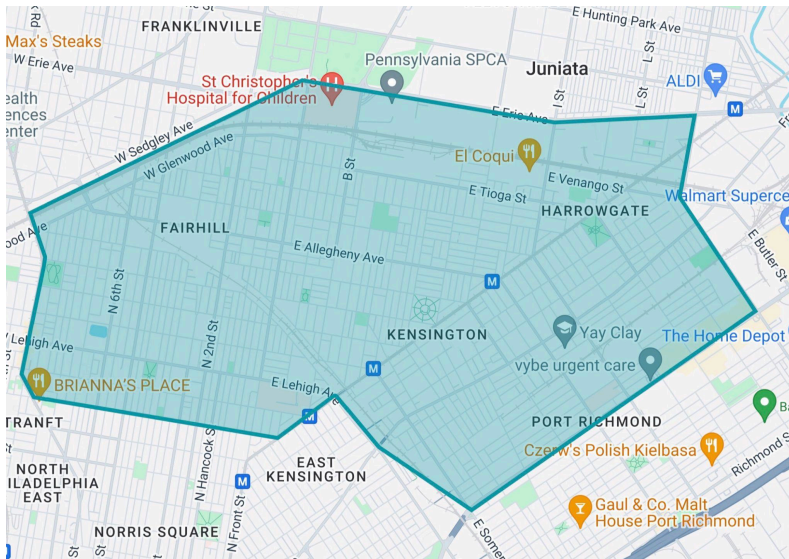 FRANKLINVILLE
E Hunting Park Ave
Max's Steaks
W Erie Ave
Pennsylvania SPCA
Juniata
L St
St Christopher's
Hospital for Children
ALDI
I St
L St
M
E Erie Ave
W Sedgley Ave
W Glenwood Ave
El Coqui
B St
E Venango St
E Tioga St
Walmart Superce
HARROWGATE
FAIRHILL
ood Ave
E Allegheny Ave
E Butler St
M
N 6th St
KENSINGTON
Yay Clay
The Home Depot
N 2nd St
vybe urgent care
Lehigh Ave
M
BRIANNA'S PLACE
E Lehigh Ave
M
TRANFT
PORT RICHMOND
Czerw's Polish Kielbasa
EAST
KENSINGTON
NORTH
ILADELPHIA
EAST
N Hancock S
M
Richmond S
N Front St
Gaul & Co. Malt
House Port Richmond
NORRIS SQUARE
E Somer